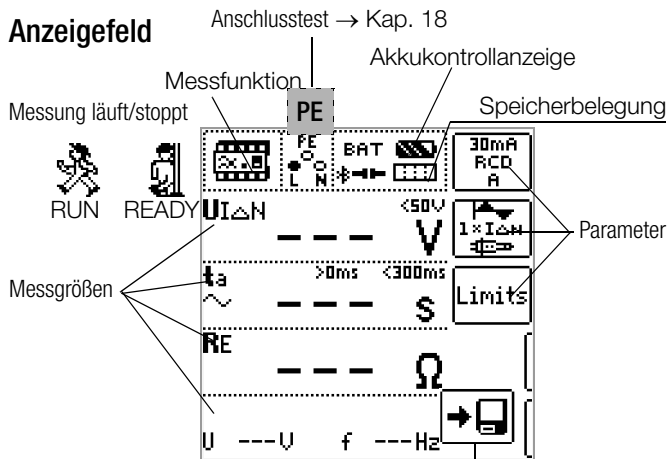 Anschlusstest → Kap. 18
Anzeigefeld
Akkukontrollanzeige
Messfunktion
Speicherbelegung
Messung läuft/stoppt
PE
PE
L N
BAT
30mA
RCD
A
RUN READY
UI△N <50V
--- V
1×I△N
Parameter
Messgrößen
ta >0ms <300ms
~ --- S
Limits
RE
--- Ω
U ---V f ---Hz